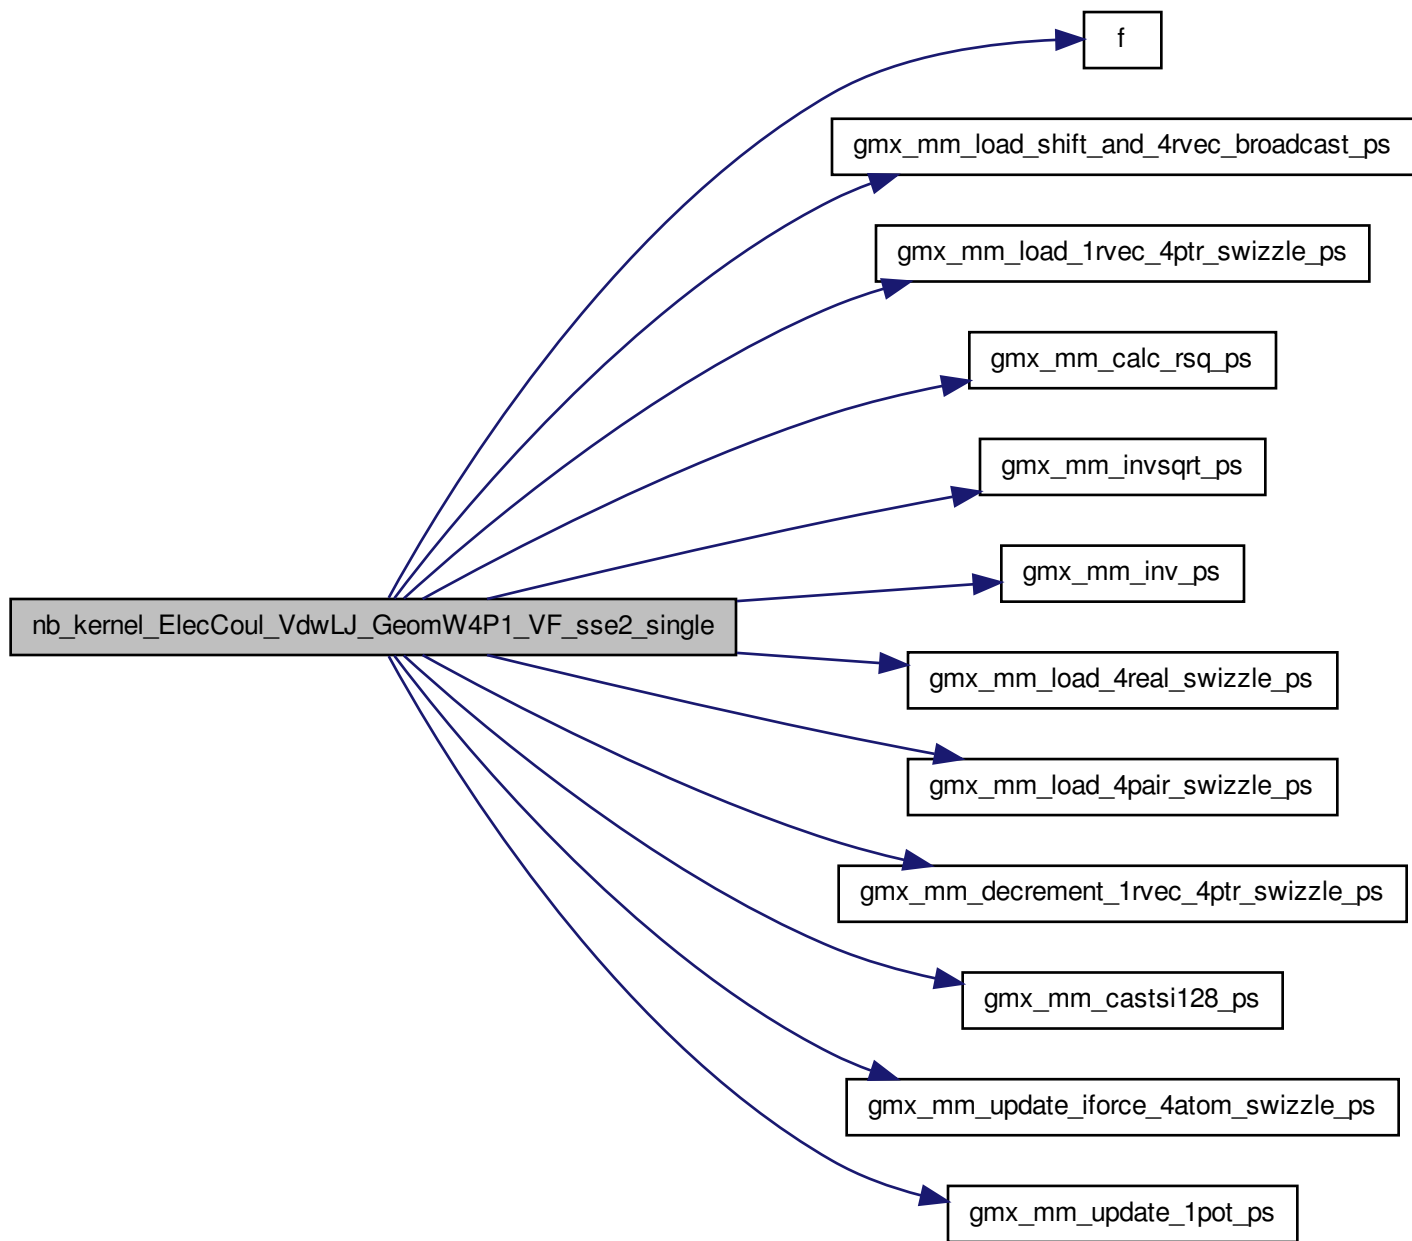 f
gmx_mm_load_shift_and_4rvec_broadcast_ps
gmx_mm_load_1rvec_4ptr_swizzle_ps
gmx_mm_calc_rsq_ps
gmx_mm_invsqrt_ps
gmx_mm_inv_ps
nb_kernel_ElecCoul_VdwLJ_GeomW4P1_VF_sse2_single
gmx_mm_load_4real_swizzle_ps
gmx_mm_load_4pair_swizzle_ps
gmx_mm_decrement_1rvec_4ptr_swizzle_ps
gmx_mm_castsi128_ps
gmx_mm_update_iforce_4atom_swizzle_ps
gmx_mm_update_1pot_ps